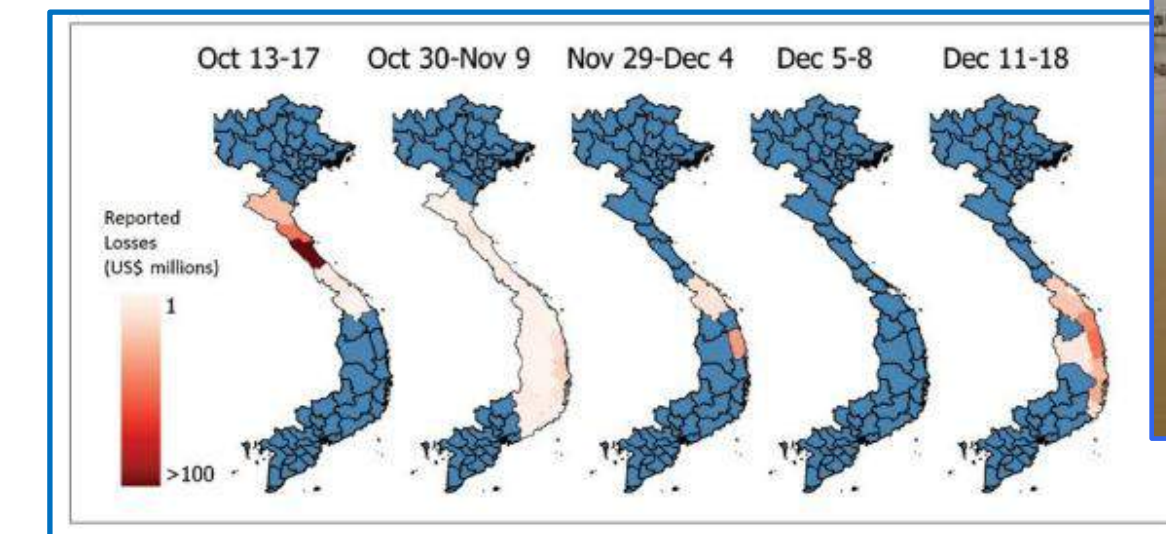 Oct 13-17 Oct 30-Nov 9 Nov 29-Dec 4 Dec 5-8 Dec 11-18
Reported
Losses
(US$ millions)
1
>100